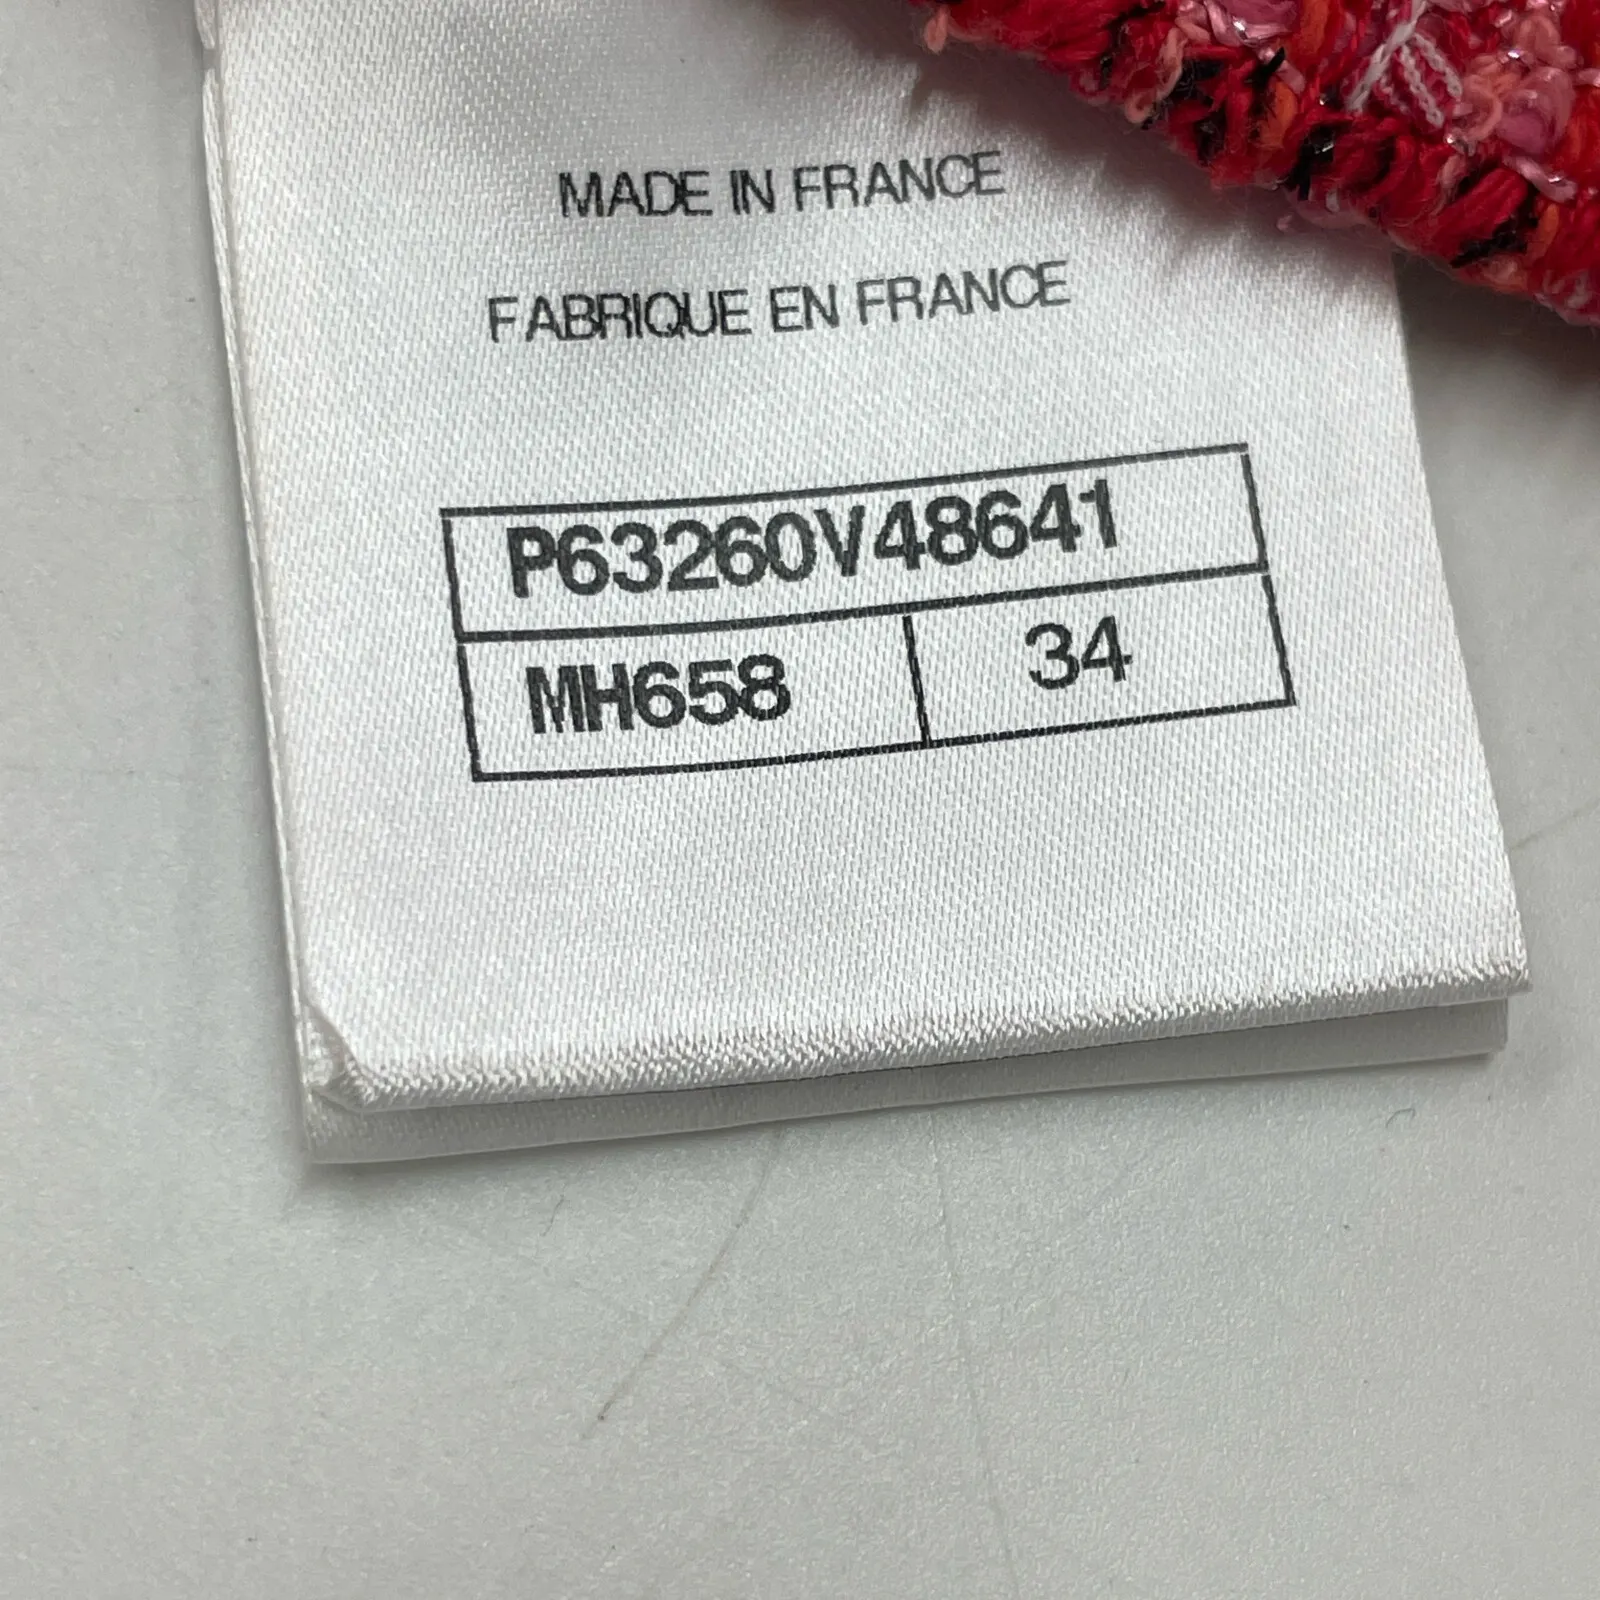 MADE IN FRANCE
FABRIQUE EN FRANCE
P63260V48641
MH658 34